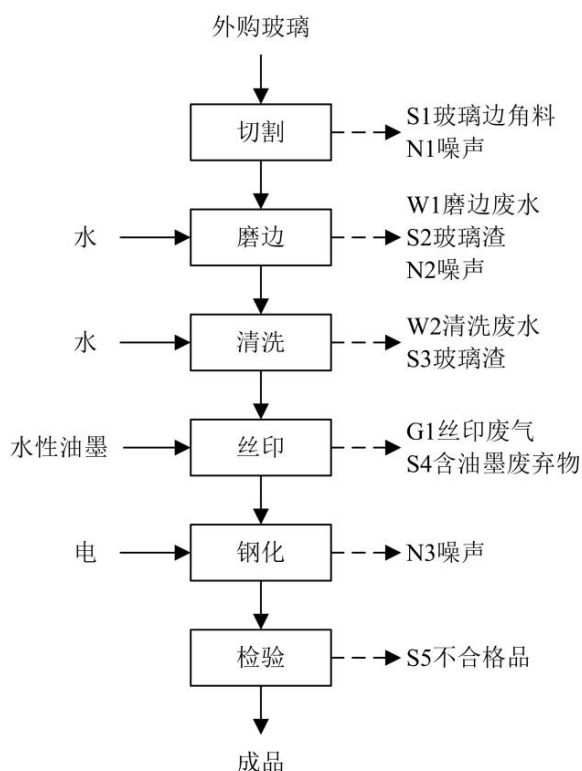 外购玻璃
切割
S1玻璃边角料
N1噪声
水
磨边
W1磨边废水
S2玻璃渣
N2噪声
水
清洗
W2清洗废水
S3玻璃渣
水性油墨
丝印
G1丝印废气
S4含油墨废弃物
电
钢化
N3噪声
检验
S5不合格品
成品